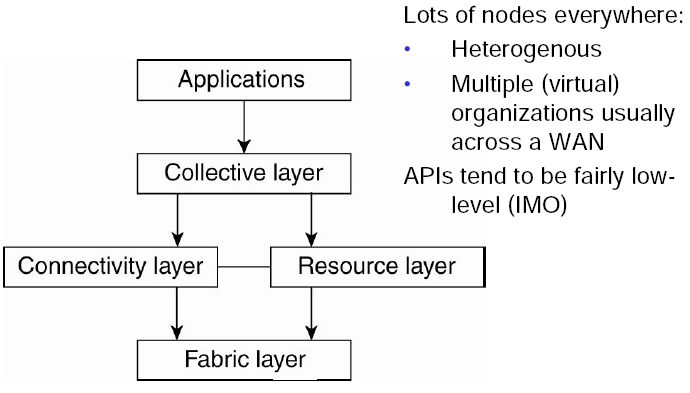 Lots of nodes everywhere:
• Heterogenous
• Multiple (virtual)
organizations usually
across a WAN
APIs tend to be fairly low-
level (IMO)
Applications
Collective layer
Connectivity layer
Resource layer
Fabric layer